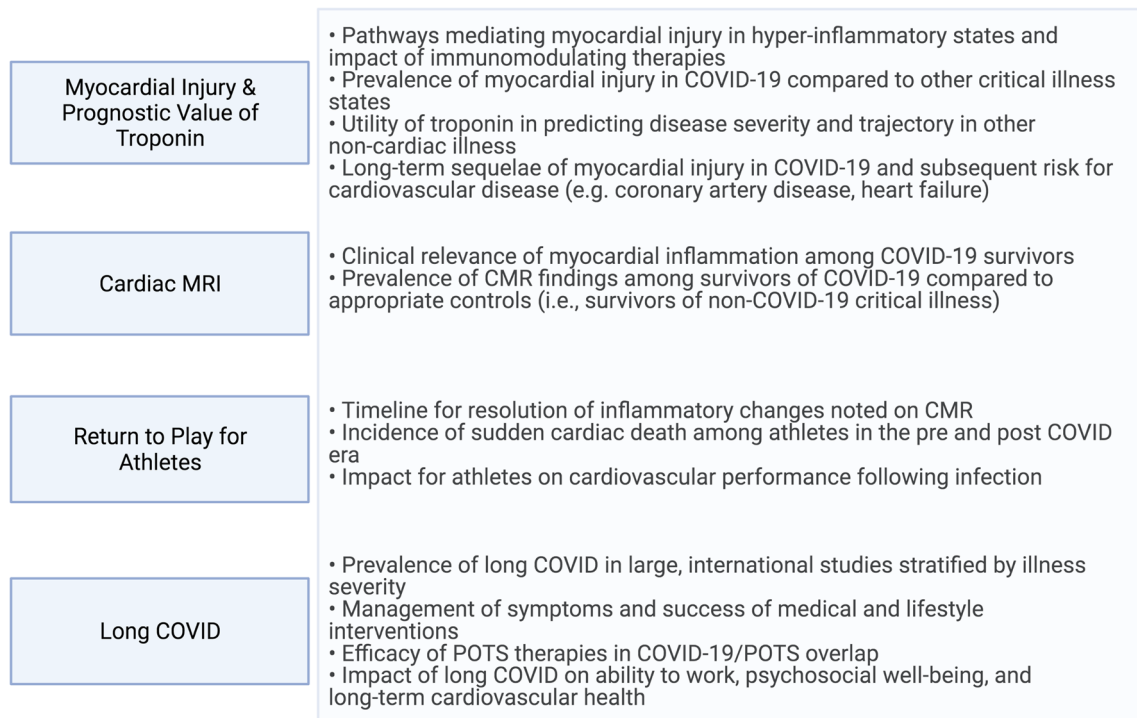 Myocardial Injury &
Prognostic Value of
Troponin
• Pathways mediating myocardial injury in hyper-inflammatory states and
impact of immunomodulating therapies
• Prevalence of myocardial injury in COVID-19 compared to other critical illness
states
• Utility of troponin in predicting disease severity and trajectory in other
non-cardiac illness
• Long-term sequelae of myocardial injury in COVID-19 and subsequent risk for
cardiovascular disease (e.g. coronary artery disease, heart failure)
Cardiac MRI
• Clinical relevance of myocardial inflammation among COVID-19 survivors
• Prevalence of CMR findings among survivors of COVID-19 compared to
appropriate controls (i.e., survivors of non-COVID-19 critical illness)
Return to Play for
Athletes
• Timeline for resolution of inflammatory changes noted on CMR
• Incidence of sudden cardiac death among athletes in the pre and post COVID
era
• Impact for athletes on cardiovascular performance following infection
Long COVID
• Prevalence of long COVID in large, international studies stratified by illness
severity
• Management of symptoms and success of medical and lifestyle
interventions
• Efficacy of POTS therapies in COVID-19/POTS overlap
• Impact of long COVID on ability to work, psychosocial well-being, and
long-term cardiovascular health